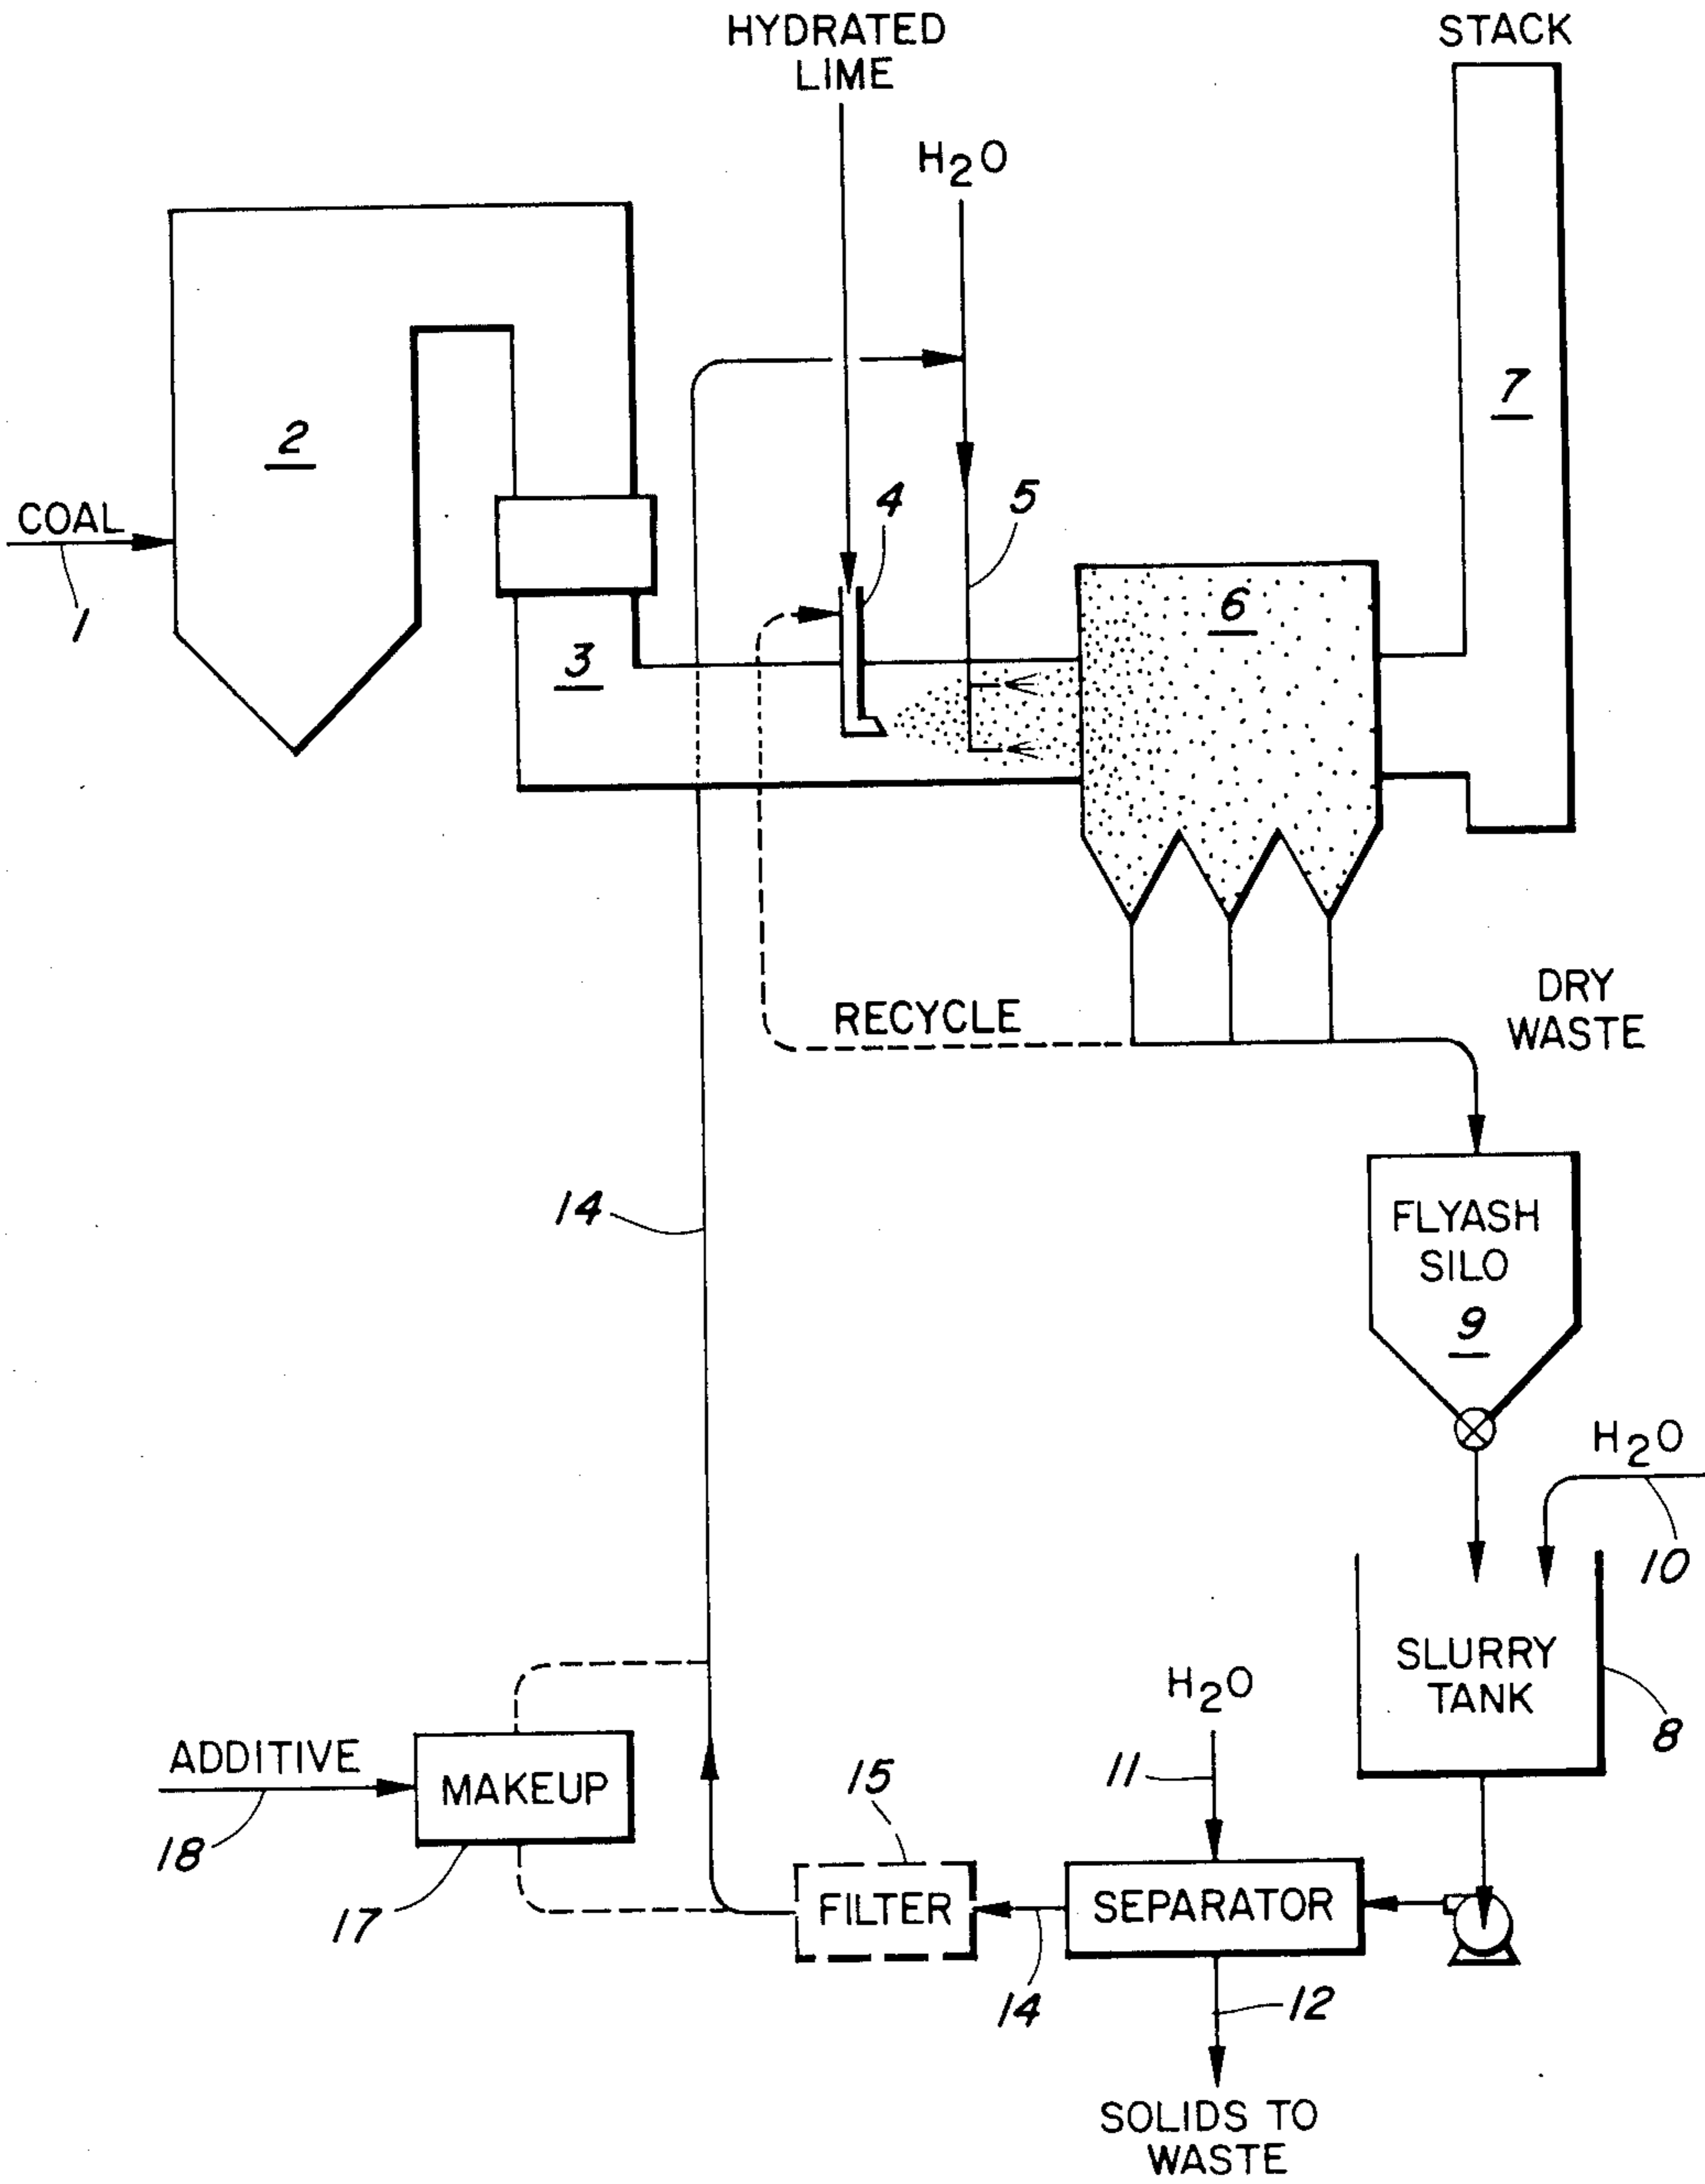 HYDRATED
LIME
STACK
H2O
7
2
COAL
4
5
1
3
6
RECYCLE
DRY
WASTE
14
FLYASH
SILO
9
H2O
10
SLURRY
TANK
8
H2O
ADDITIVE
MAKEUP
11
15
18
17
FILTER
SEPARATOR
14
12
SOLIDS TO
WASTE